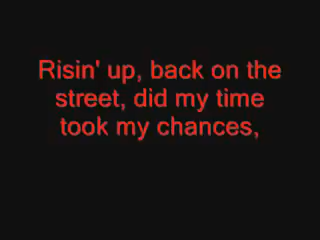 Risin' up, back on the
street, did my time
took my chances,